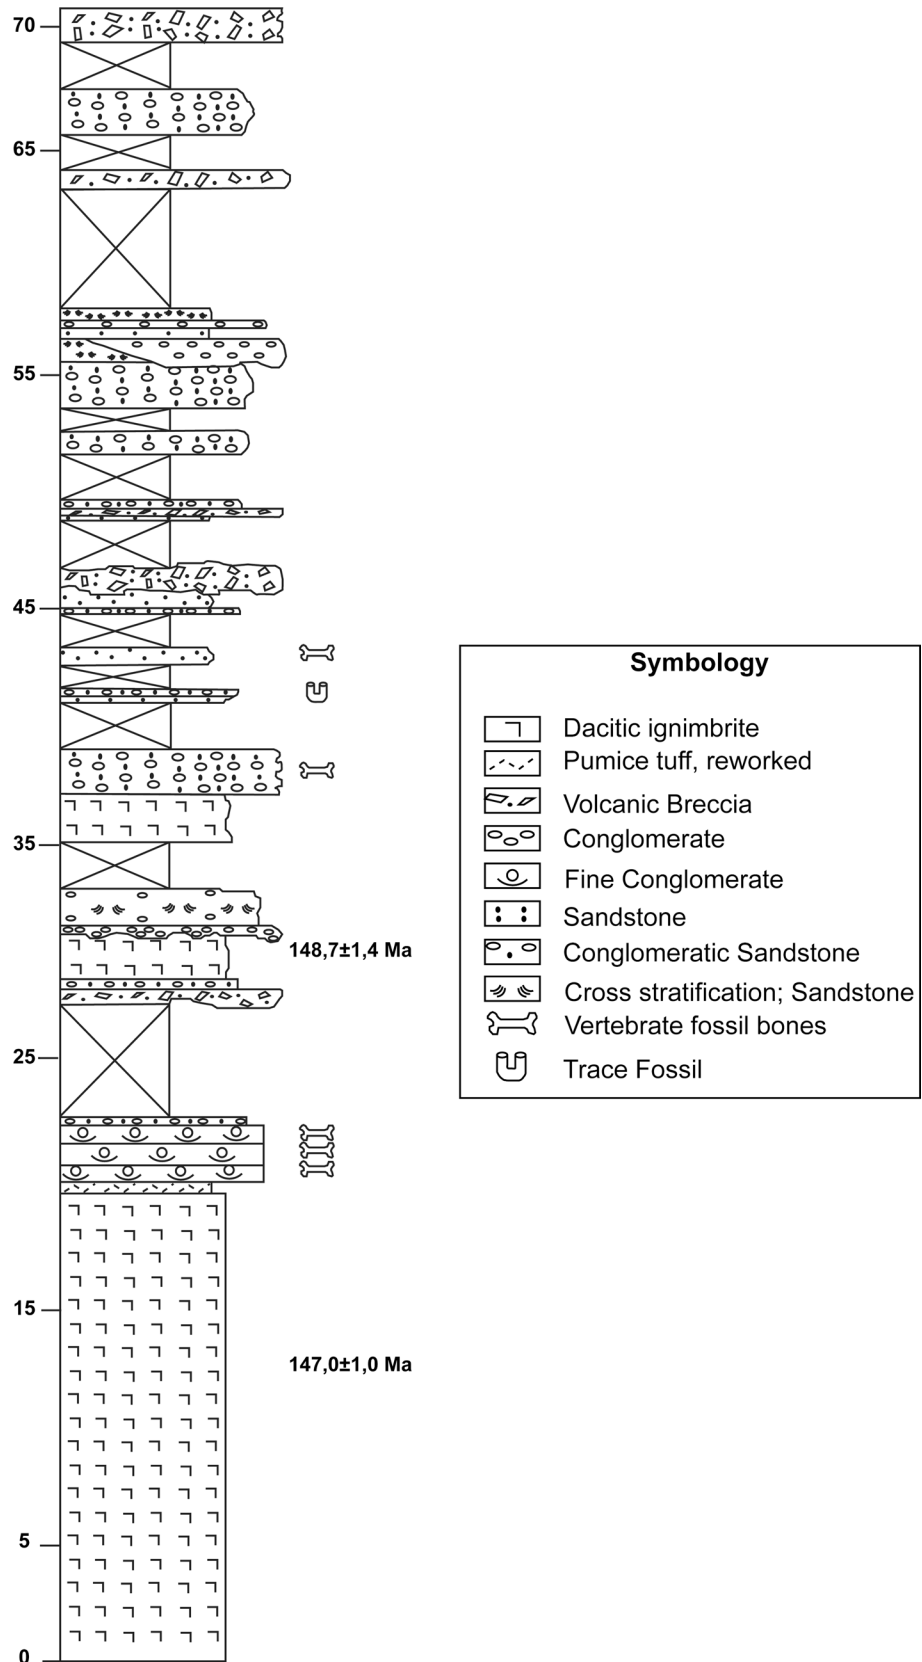 70
65
55
45
35
148,7±1,4 Ma
25
15
147,0±1,0 Ma
5
0
Symbology
Dacitic ignimbrite
Pumice tuff, reworked
Volcanic Breccia
Conglomerate
Fine Conglomerate
Sandstone
Conglomeratic Sandstone
Cross stratification; Sandstone
Vertebrate fossil bones
Trace Fossil